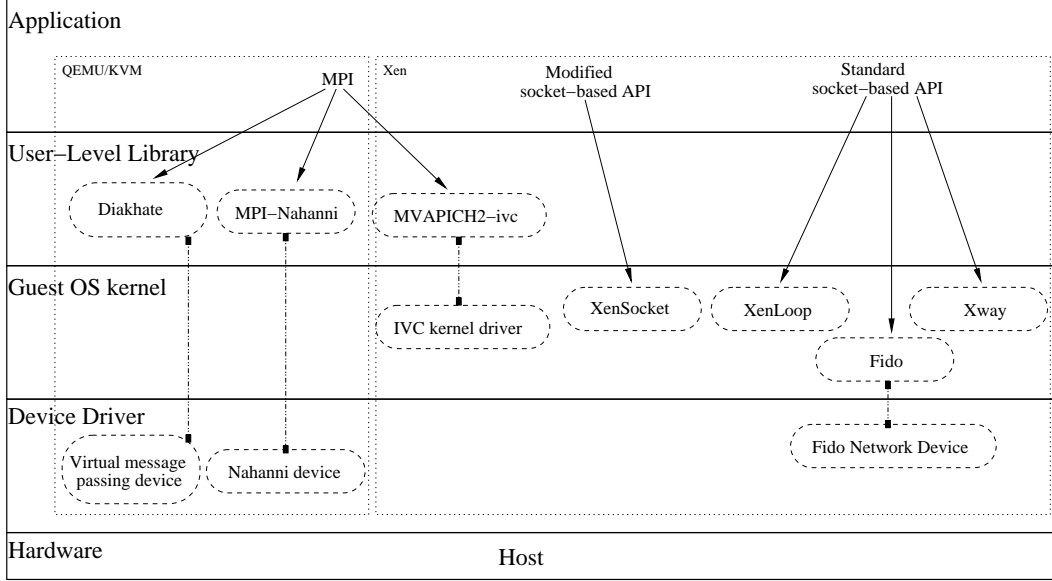 Application
QEMU/KVM
Xen
MPI
Modified
socket−based API
Standard
socket−based API
User−Level Library
Diakhate
MPI−Nahanni
MVAPICH2−ivc
Guest OS kernel
IVC kernel driver
XenSocket
XenLoop
Xway
Fido
Device Driver
Virtual message
passing device
Nahanni device
Fido Network Device
Hardware
Host